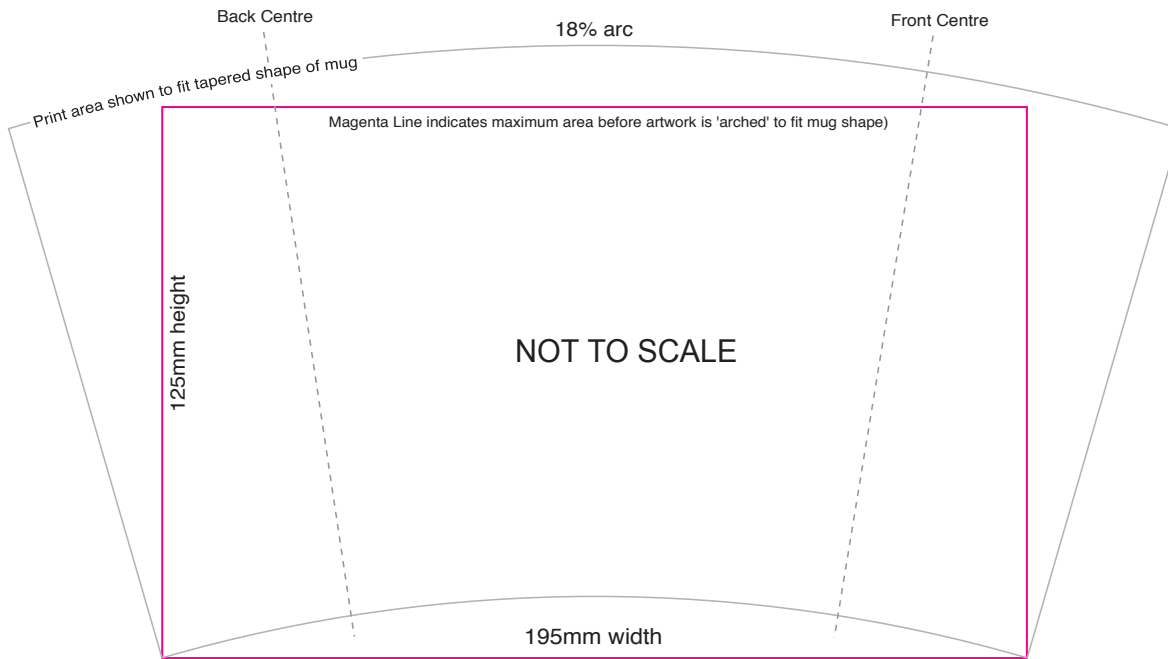 Back Centre
18% arc
Front Centre
Print area shown to fit tapered shape of mug
Magenta Line indicates maximum area before artwork is 'arched' to fit mug shape)
125mm height
NOT TO SCALE
195mm width